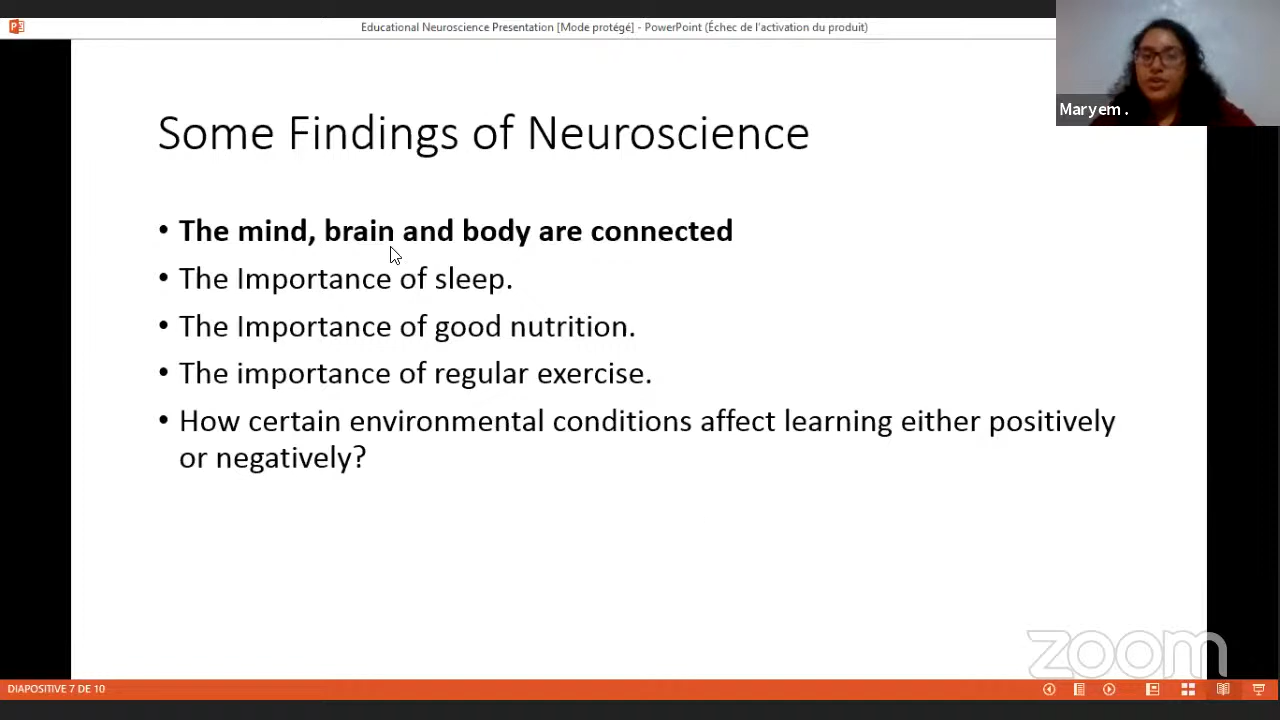 Educational Neuroscience Presentation [Mode protégé] - PowerPoint (Échec de l'activation du produit)
Maryem .
Some Findings of Neuroscience
• The mind, brain and body are connected
• The Importance of sleep.
• The Importance of good nutrition.
• The importance of regular exercise.
• How certain environmental conditions affect learning either positively
or negatively?
zoom
DIAPOSITIVE 7 DE 10